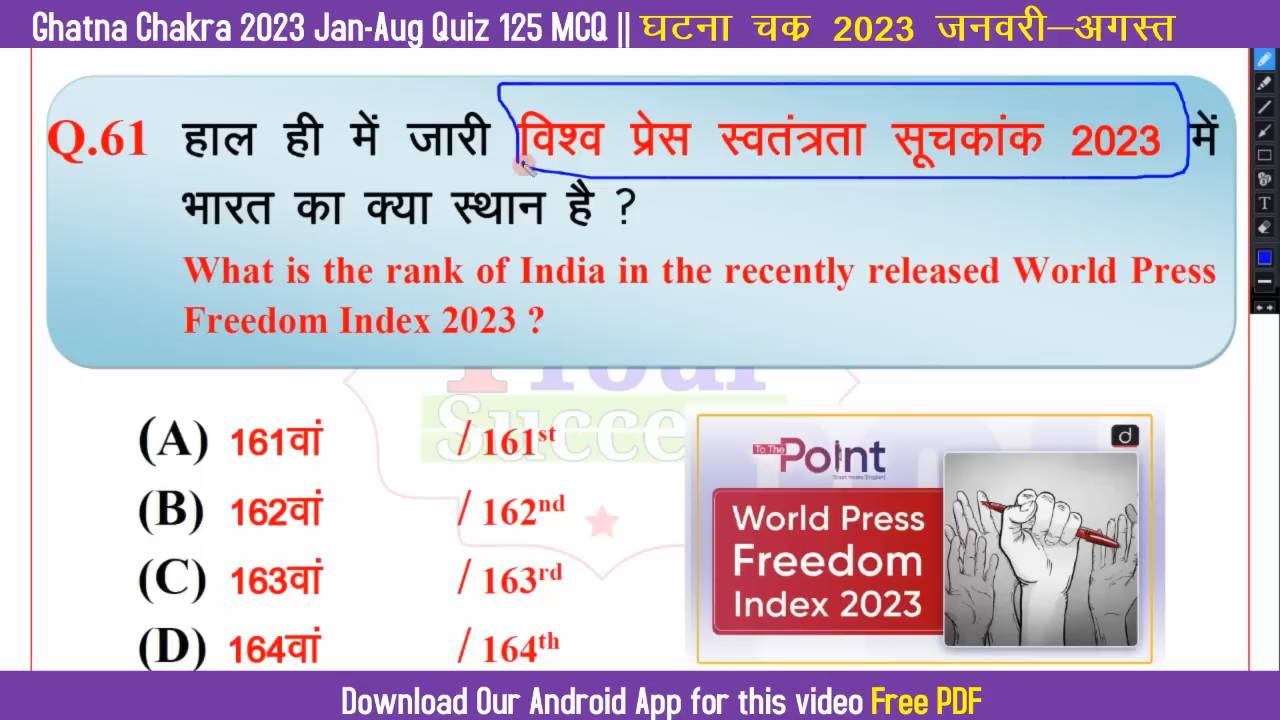 Ghatna Chakra 2023 Jan-Aug Quiz 125 MCQ || घटना चक्र 2023 जनवरी–अगस्त
Q.61 हाल ही में जारी विश्व प्रेस स्वतंत्रता सूचकांक 2023 में
भारत का क्या स्थान है ?
What is the rank of India in the recently released World Press
Freedom Index 2023 ?
Succe
(A) 161वां / 161st
(B) 162वां / 162nd
(C) 163वां / 163rd
(D) 164वां / 164th
To The Point
World Press
Freedom
Index 2023
Download Our Android App for this video Free PDF